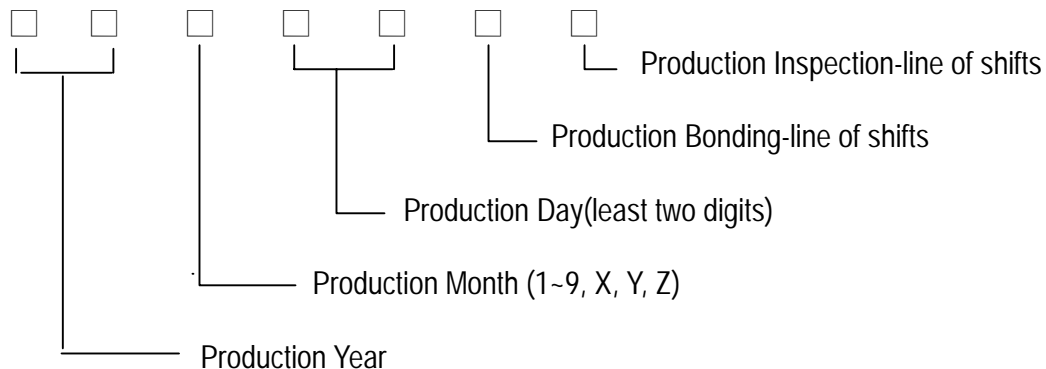 □ □ □ □ □ □ □
Production Inspection-line of shifts
Production Bonding-line of shifts
Production Day(least two digits)
Production Month (1~9, X, Y, Z)
Production Year